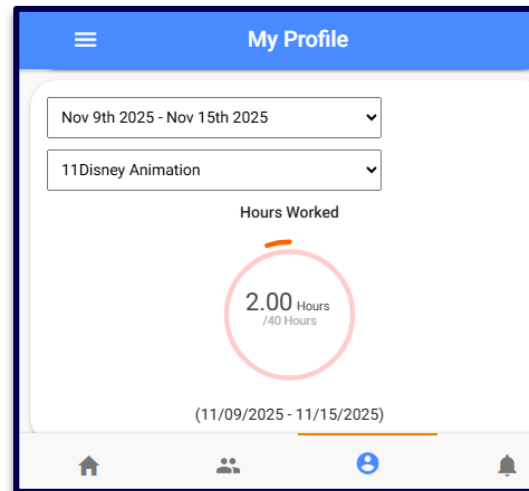 My Profile
Nov 9th 2025 - Nov 15th 2025
11Disney Animation
Hours Worked
2.00 Hours
/40 Hours
(11/09/2025 - 11/15/2025)